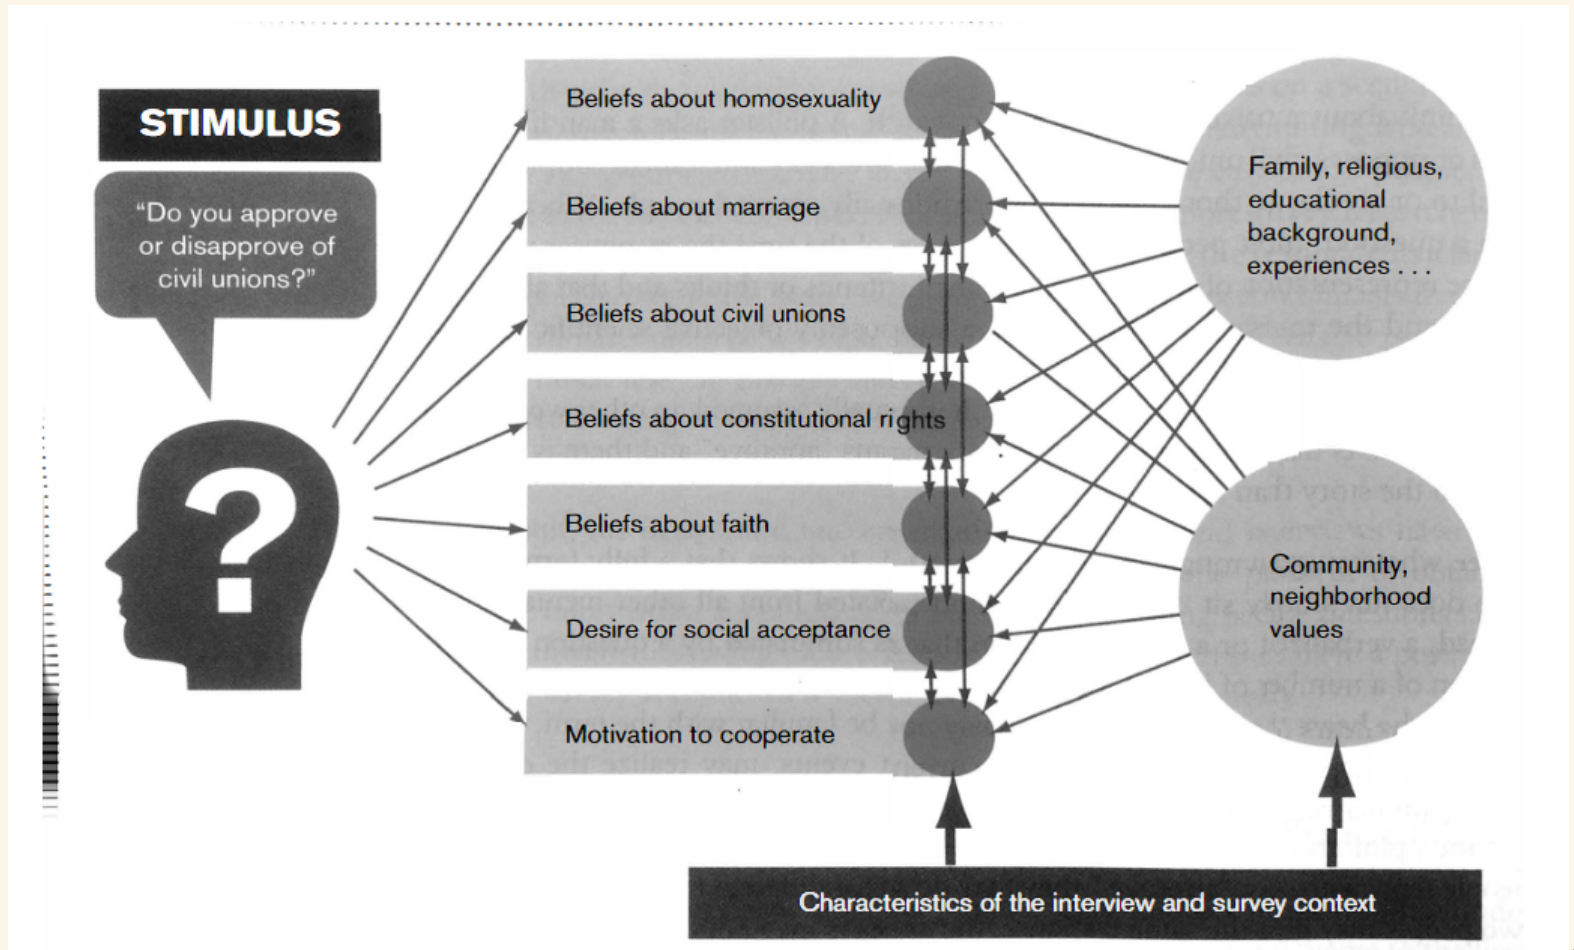 STIMULUS
“Do you approve
or disapprove of
civil unions?”
?
Beliefs about homosexuality
Beliefs about marriage
Beliefs about civil unions
Beliefs about constitutional rights
Beliefs about faith
Desire for social acceptance
Motivation to cooperate
Family, religious,
educational
background,
experiences . . .
Community,
neighborhood
values
Characteristics of the interview and survey context